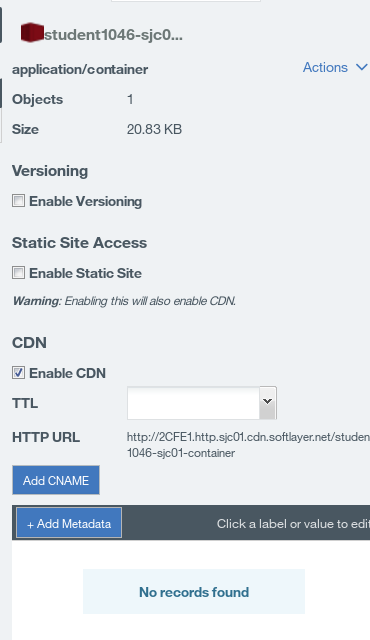 student1046-sjc0...
application/container
Actions
Objects 1
Size 20.83 KB
Versioning
Enable Versioning
Static Site Access
Enable Static Site
Warning: Enabling this will also enable CDN.
CDN
Enable CDN
TTL
HTTP URL http://2CFE1.http.sjc01.cdn.softlayer.net/studen
1046-sjc01-container
Add CNAME
+ Add Metadata Click a label or value to edi
No records found